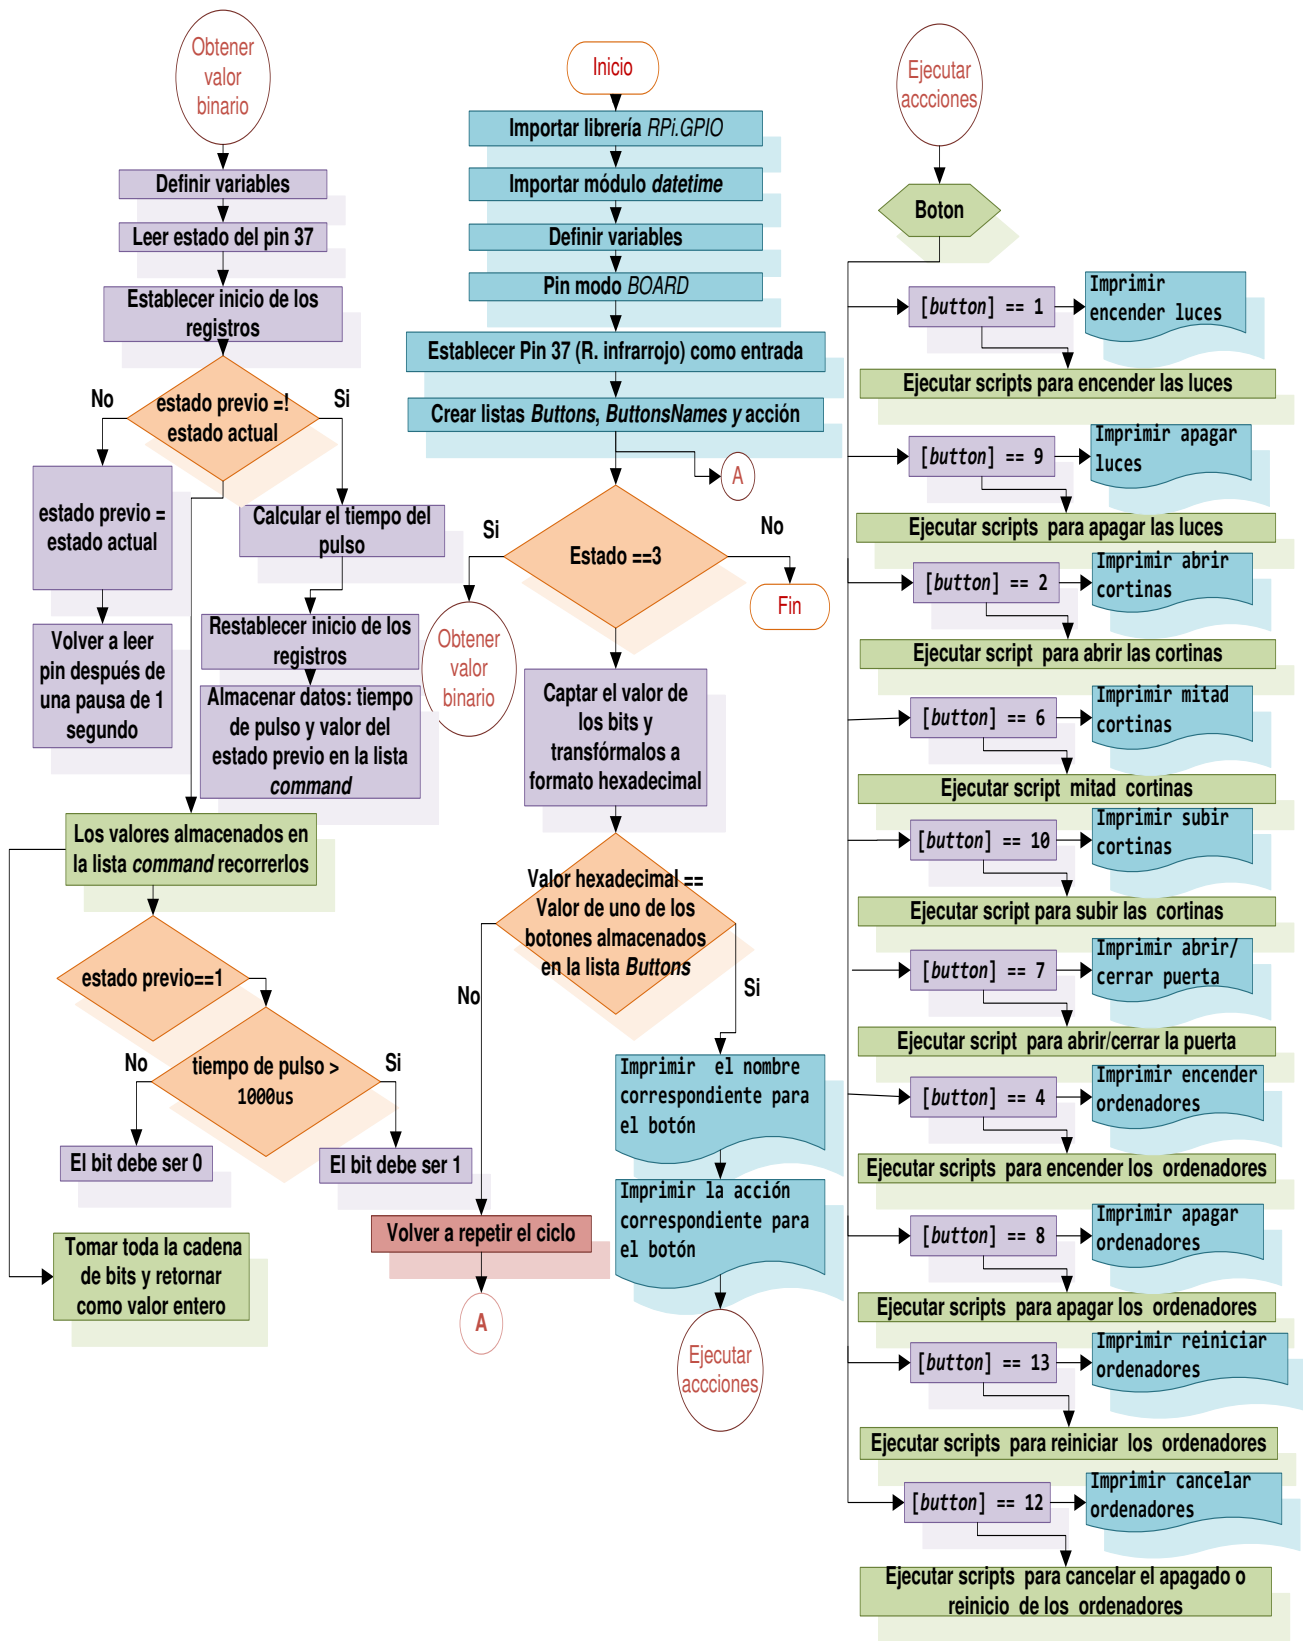 Obtener
valor
binario
Definir variables
Leer estado del pin 37
Establecer inicio de los
registros
No
estado previo =!
estado actual
Si
estado previo =
estado actual
Volver a leer
pin después de
una pausa de 1
segundo
Calcular el tiempo del
pulso
Restablecer inicio de los
registros
Almacenar datos: tiempo
de pulso y valor del
estado previo en la lista
command
Los valores almacenados en
la lista command recorrerlos
estado previo==1
No
tiempo de pulso >
1000us
Si
El bit debe ser 0
El bit debe ser 1
Tomar toda la cadena
de bits y retornar
como valor entero
Inicio
Importar librería RPi.GPIO
Importar módulo datetime
Definir variables
Pin modo BOARD
Establecer Pin 37 (R. infrarrojo) como entrada
Crear listas Buttons, ButtonsNames y acción
A
Si
Estado ==3
No
Fin
Obtener
valor
binario
Captar el valor de
los bits y
transfórmalos a
formato hexadecimal
Valor hexadecimal ==
Valor de uno de los
botones almacenados
en la lista Buttons
No
Si
Imprimir el nombre
correspondiente para
el botón
Imprimir la acción
correspondiente para
el botón
Volver a repetir el ciclo
A
Ejecutar
accciones
Ejecutar
accciones
Boton
[button] == 1
Imprimir
encender luces
Ejecutar scripts para encender las luces
[button] == 9
Imprimir apagar
luces
Ejecutar scripts para apagar las luces
[button] == 2
Imprimir abrir
cortinas
Ejecutar script para abrir las cortinas
[button] == 6
Imprimir mitad
cortinas
Ejecutar script mitad cortinas
[button] == 10
Imprimir subir
cortinas
Ejecutar script para subir las cortinas
[button] == 7
Imprimir abrir/
cerrar puerta
Ejecutar script para abrir/cerrar la puerta
[button] == 4
Imprimir encender
ordenadores
Ejecutar scripts para encender los ordenadores
[button] == 8
Imprimir apagar
ordenadores
Ejecutar scripts para apagar los ordenadores
[button] == 13
Imprimir reiniciar
ordenadores
Ejecutar scripts para reiniciar los ordenadores
[button] == 12
Imprimir cancelar
ordenadores
Ejecutar scripts para cancelar el apagado o
reinicio de los ordenadores